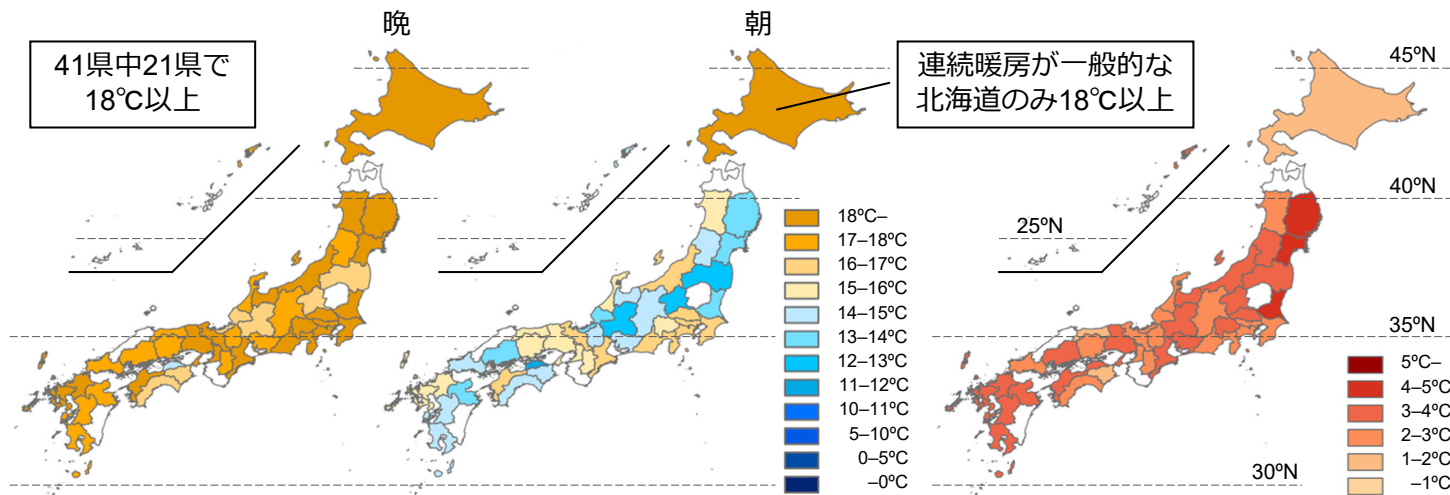 晩
朝
41県中21県で
18℃以上
連続暖房が一般的な
北海道のみ18℃以上
45ºN
40ºN
25ºN
35ºN
30ºN
18ºC–
17–18ºC
16–17ºC
15–16ºC
14–15ºC
13–14ºC
12–13ºC
11–12ºC
10–11ºC
5–10ºC
0–5ºC
–0ºC
5ºC–
4–5ºC
3–4ºC
2–3ºC
1–2ºC
–1ºC